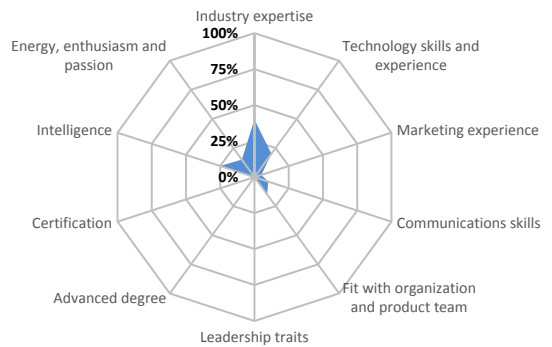 Industry expertise
100%
Energy, enthusiasm and
passion
Technology skills and
experience
75%
50%
Intelligence
Marketing experience
25%
0%
Certification
Communications skills
Advanced degree
Fit with organization
and product team
Leadership traits